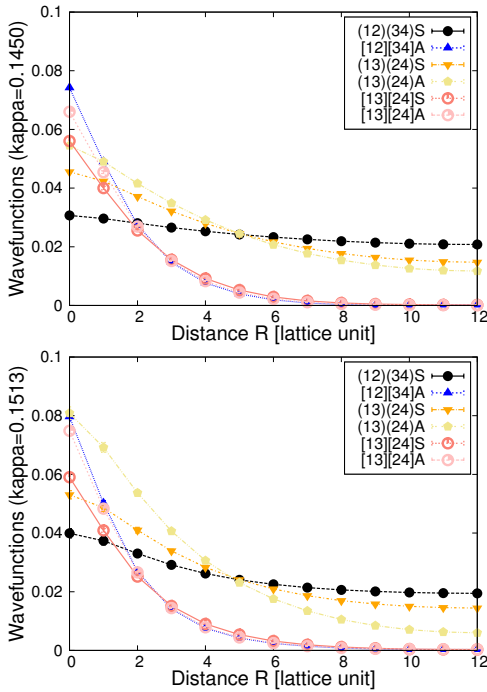 Wavefunctions (kappa=0.1450)
0.1
0.08
0.06
0.04
0.02
0
0 2 4 6 8 10 12
Distance R [lattice unit]
(12)(34)S
[12][34]A
(13)(24)S
(13)(24)A
[13][24]S
[13][24]A
Wavefunctions (kappa=0.1513)
0.1
0.08
0.06
0.04
0.02
0
0 2 4 6 8 10 12
Distance R [lattice unit]
(12)(34)S
[12][34]A
(13)(24)S
(13)(24)A
[13][24]S
[13][24]A